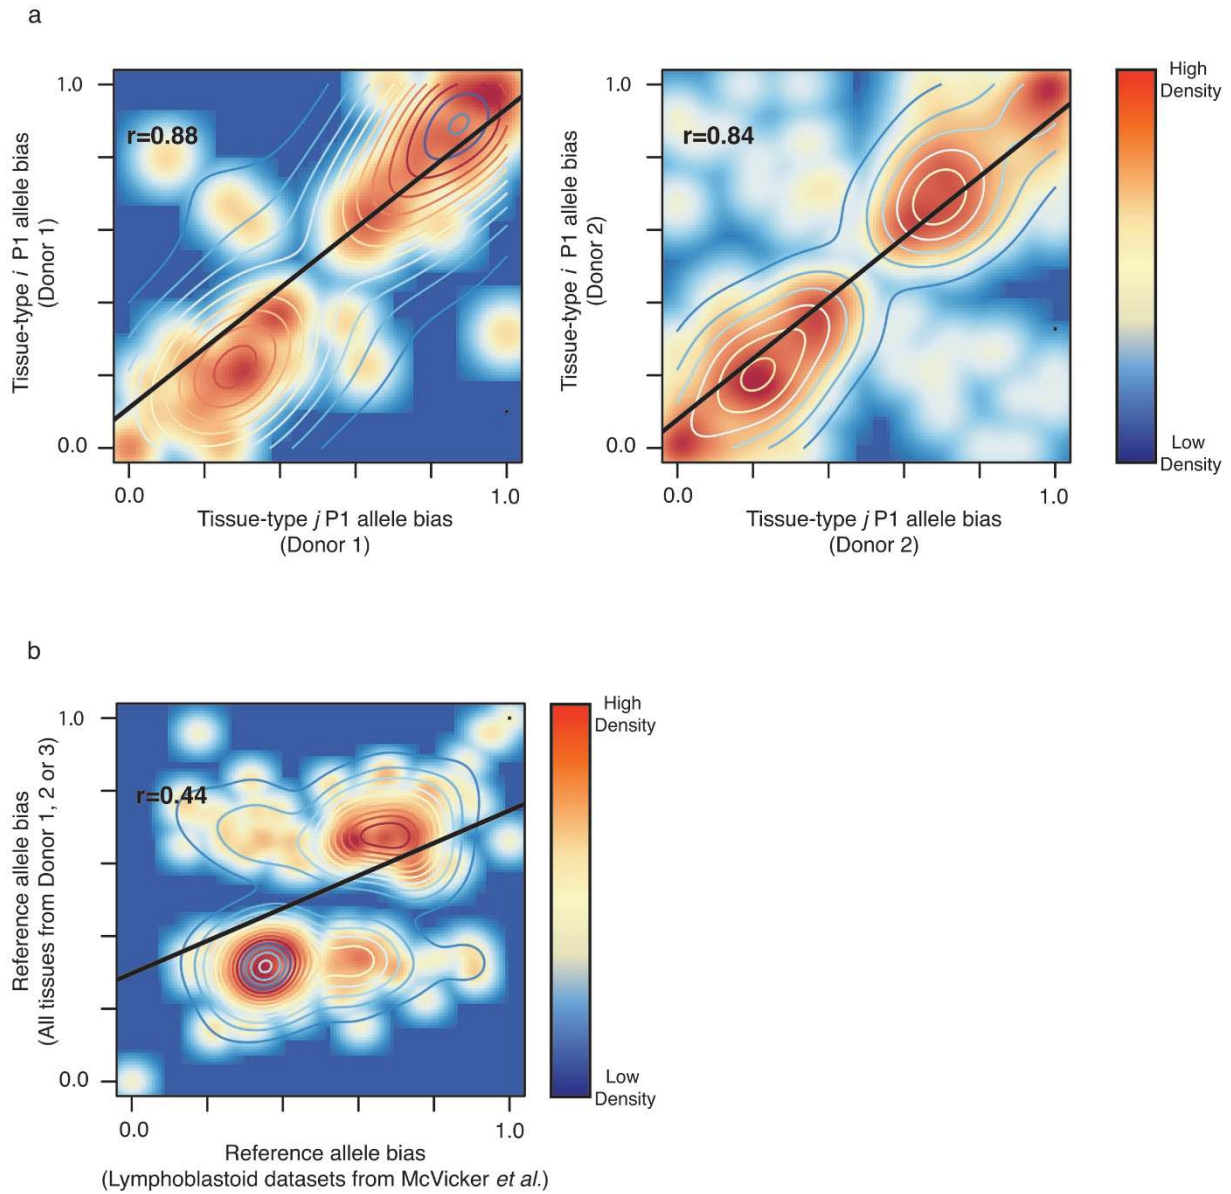 a
1.0
r=0.88
Tissue-type i P1 allele bias
(Donor 1)
0.0
0.0
1.0
Tissue-type j P1 allele bias
(Donor 1)
1.0
r=0.84
Tissue-type i P1 allele bias
(Donor 2)
0.0
0.0
1.0
Tissue-type j P1 allele bias
(Donor 2)
High
Density
Low
Density
b
1.0
r=0.44
Reference allele bias
(All tissues from Donor 1, 2 or 3)
0.0
0.0
1.0
Reference allele bias
(Lymphoblastoid datasets from McVicker et al.)
High
Density
Low
Density